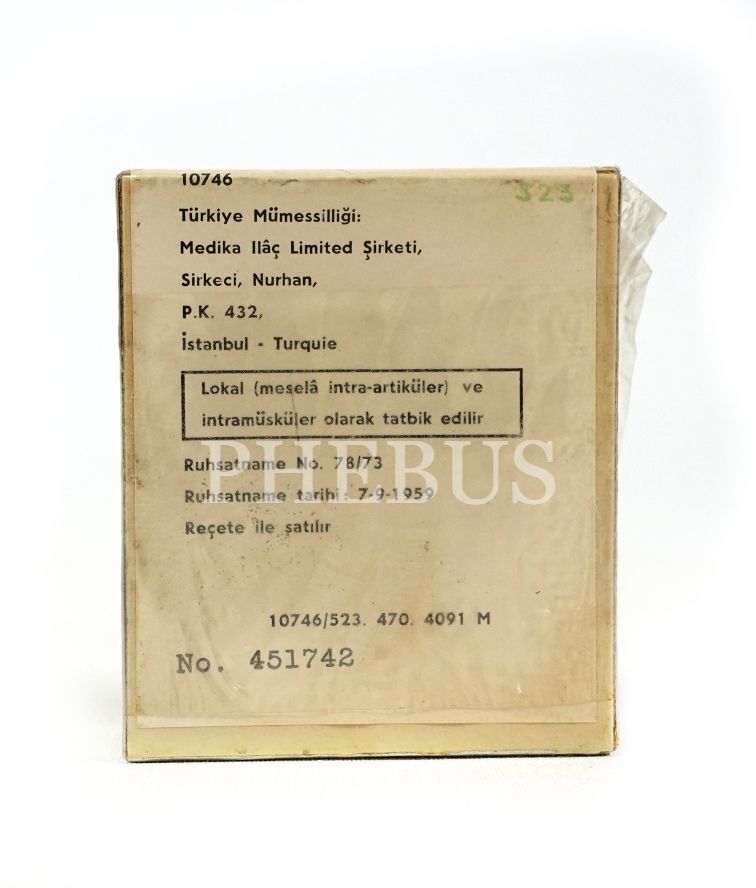 10746
523
Türkiye Mümessilliği:
Medika Ilâç Limited Şirketi,
Sirkeci, Nurhan,
P.K. 432,
İstanbul - Turquie
Lokal (meselâ intra-artiküler) ve
intramüsküler olarak tatbik edilir
Ruhsatname No. 78/73
PHEBUS
Ruhsatname tarihi: 7-9-1959
Reçete ile satılır
10746/523. 470. 4091 M
No. 451742